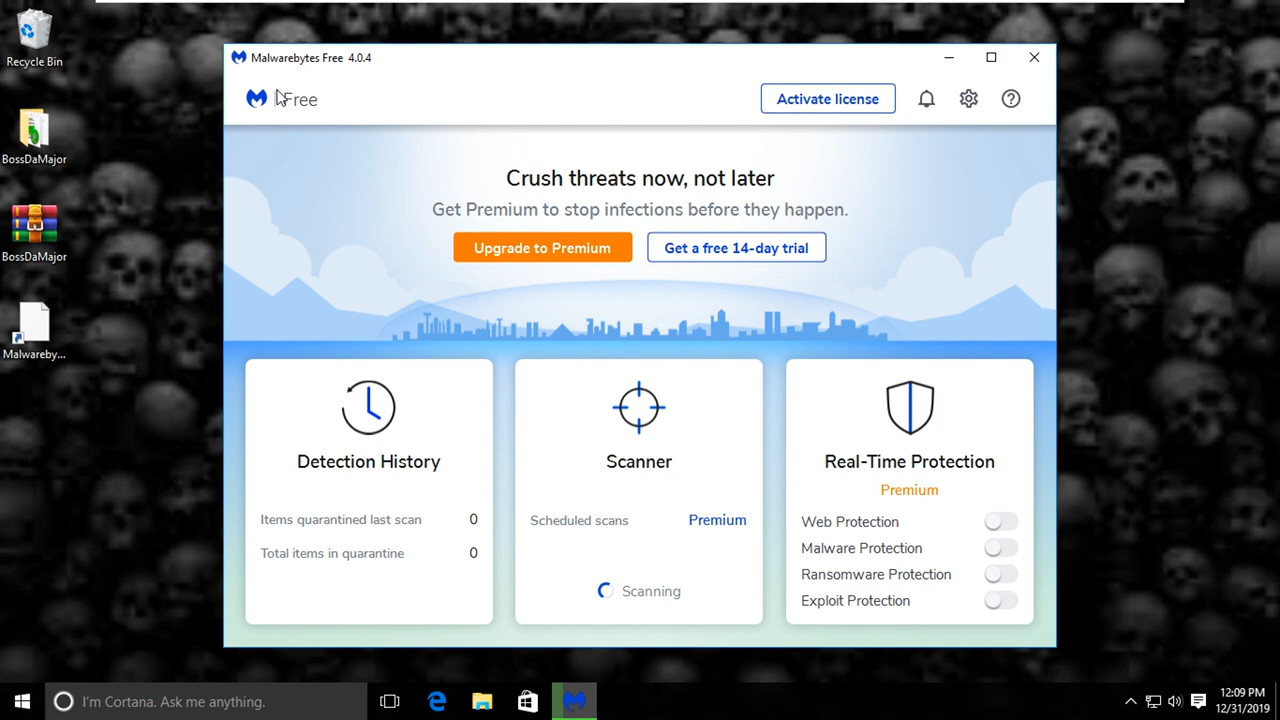 Recycle Bin
BossDaMajor
BossDaMajor
Malwareby...
Malwarebytes Free 4.0.4
Free
Activate license
Crush threats now, not later
Get Premium to stop infections before they happen.
Upgrade to Premium
Get a free 14-day trial
Detection History
Items quarantined last scan 0
Total items in quarantine 0
Scanner
Scheduled scans Premium
Scanning
Real-Time Protection
Premium
Web Protection
Malware Protection
Ransomware Protection
Exploit Protection
I'm Cortana. Ask me anything.
12:09 PM
12/31/2019